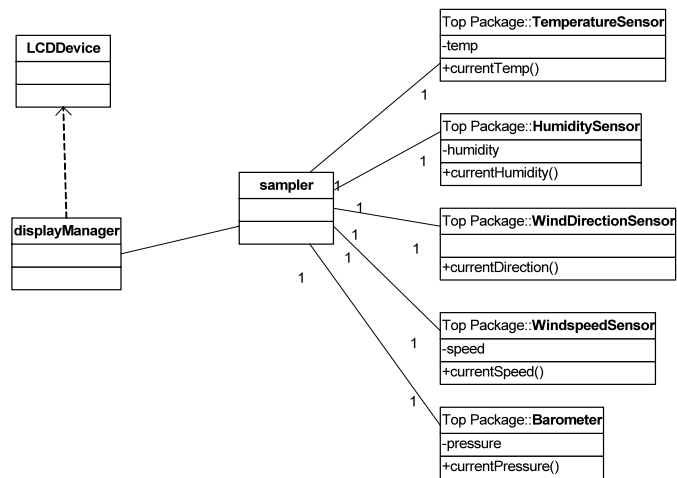 LCDDevice
displayManager
sampler
Top Package::TemperatureSensor
-temp
+currentTemp()
1
Top Package::HumiditySensor
-humidity
+currentHumidity()
1
1
Top Package::WindDirectionSensor
+currentDirection()
1
1
Top Package::WindspeedSensor
-speed
+currentSpeed()
1
1
Top Package::Barometer
-pressure
+currentPressure()
1
1
1